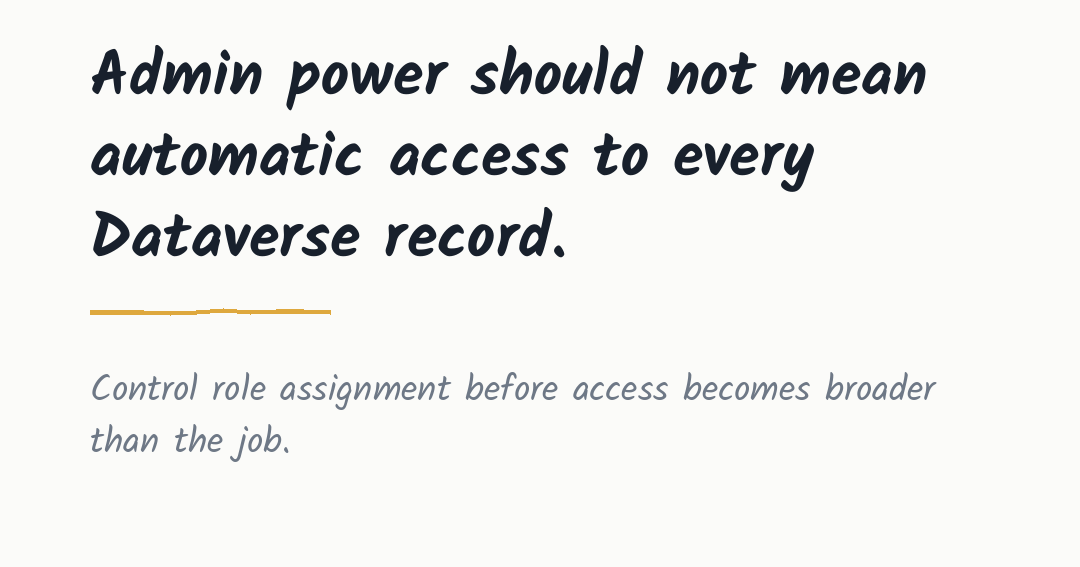 Admin power should not mean
automatic access to every
Dataverse record.
Control role assignment before access becomes broader
than the job.